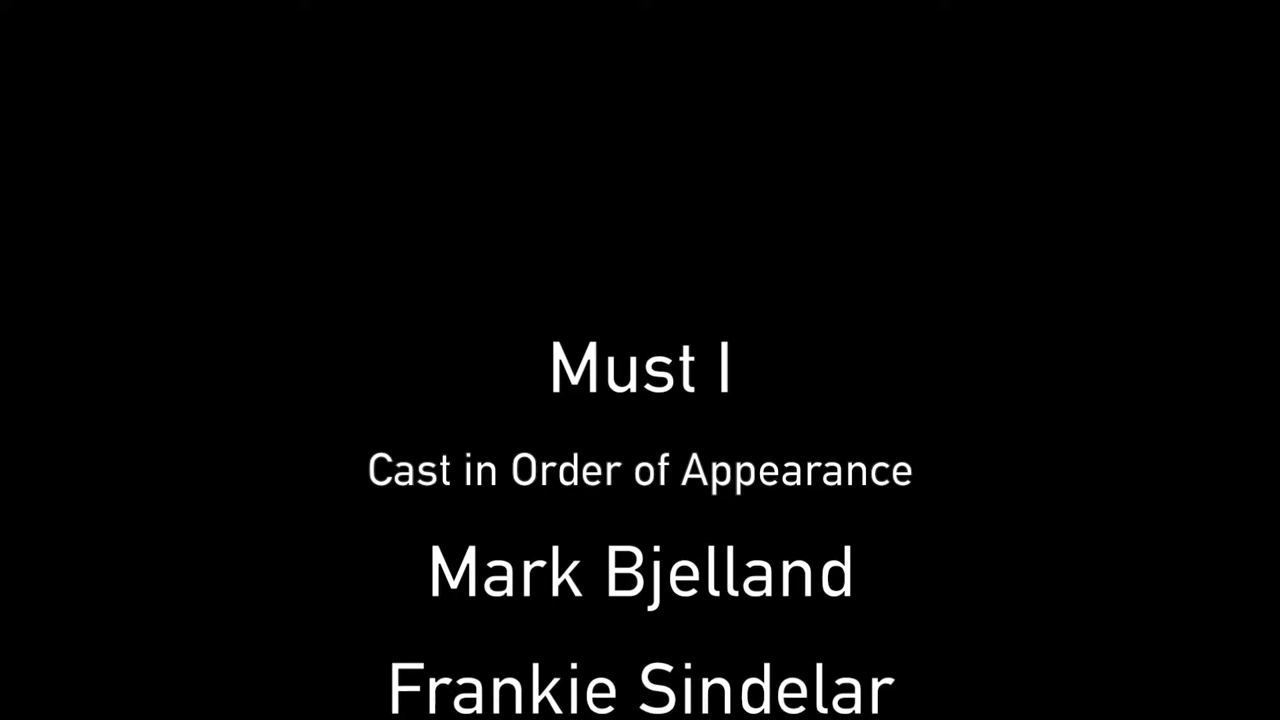 Must I
Cast in Order of Appearance
Mark Bjelland
Frankie Sindelar